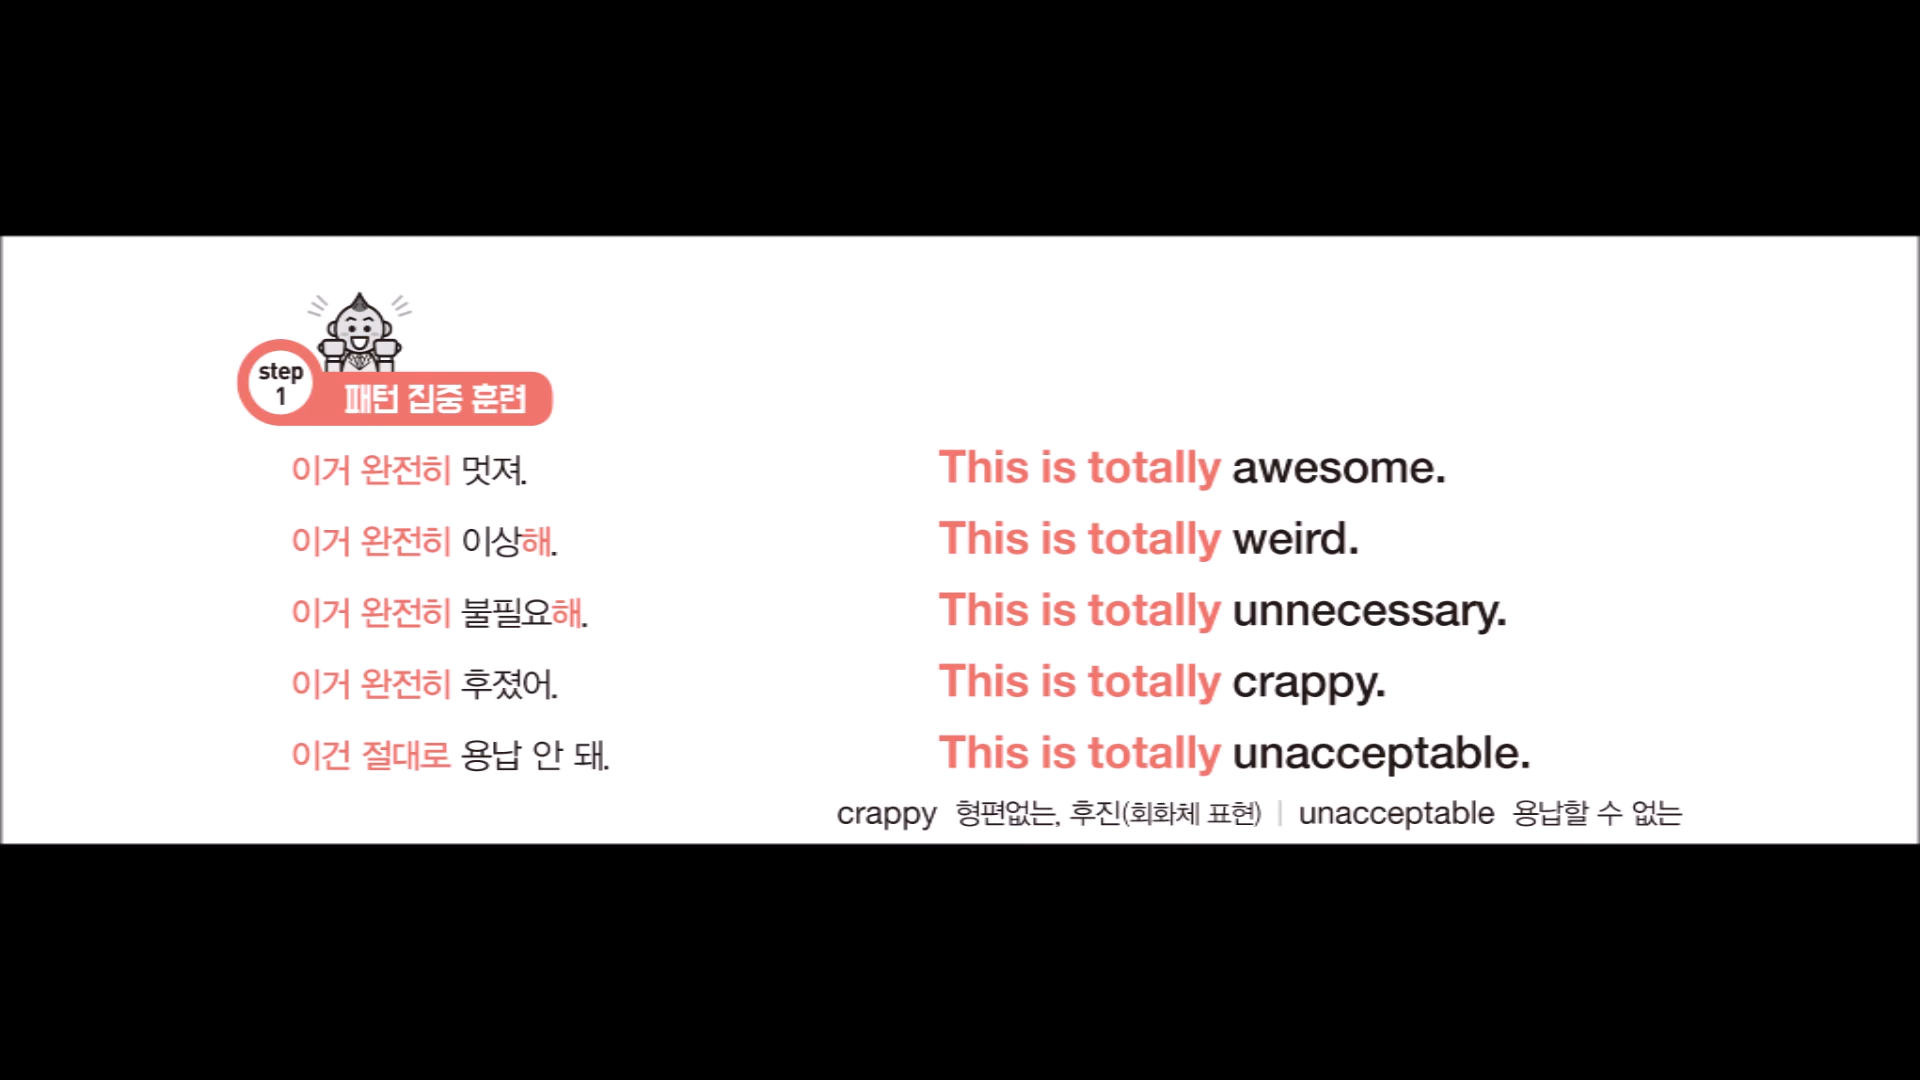 step
1
패턴 집중 훈련
이거 완전히 멋져.
This is totally awesome.
이거 완전히 이상해.
This is totally weird.
이거 완전히 불필요해.
This is totally unnecessary.
이거 완전히 후졌어.
This is totally crappy.
이건 절대로 용납 안 돼.
This is totally unacceptable.
crappy 형편없는, 후진(회화체 표현) | unacceptable 용납할 수 없는